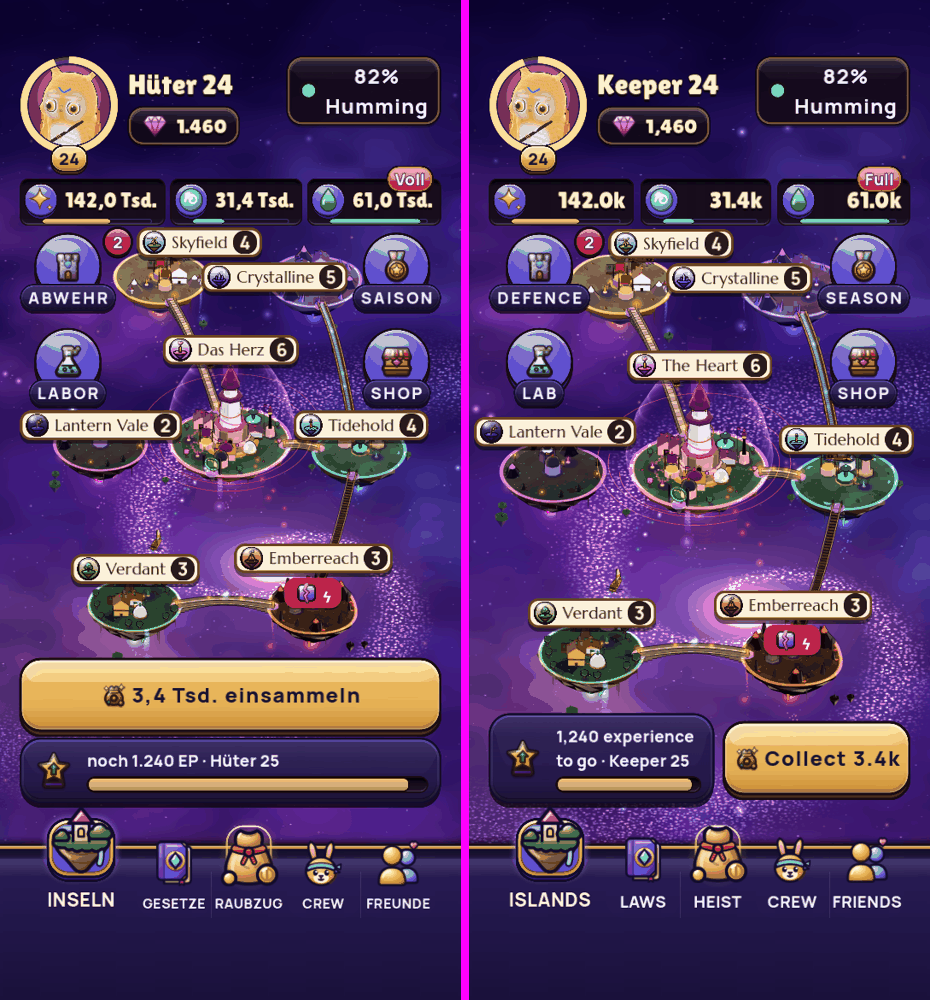 Hüter 24
82%
Humming
1.460
24
Voll
142,0 Tsd.
31,4 Tsd.
61,0 Tsd.
2
Skyfield 4
Crystalline 5
ABWEHR
SAISON
Das Herz 6
LABOR
SHOP
Lantern Vale 2
Tidehold 4
Emberreach 3
Verdant 3
3,4 Tsd. einsammeln
noch 1.240 EP · Hüter 25
INSELN
GESETZE
RAUBZUG
CREW
FREUNDE
Keeper 24
82%
Humming
1,460
24
Full
142.0k
31.4k
61.0k
2
Skyfield 4
Crystalline 5
DEFENCE
SEASON
The Heart 6
LAB
SHOP
Lantern Vale 2
Tidehold 4
Emberreach 3
Verdant 3
1,240 experience
to go · Keeper 25
Collect 3.4k
ISLANDS
LAWS
HEIST
CREW
FRIENDS